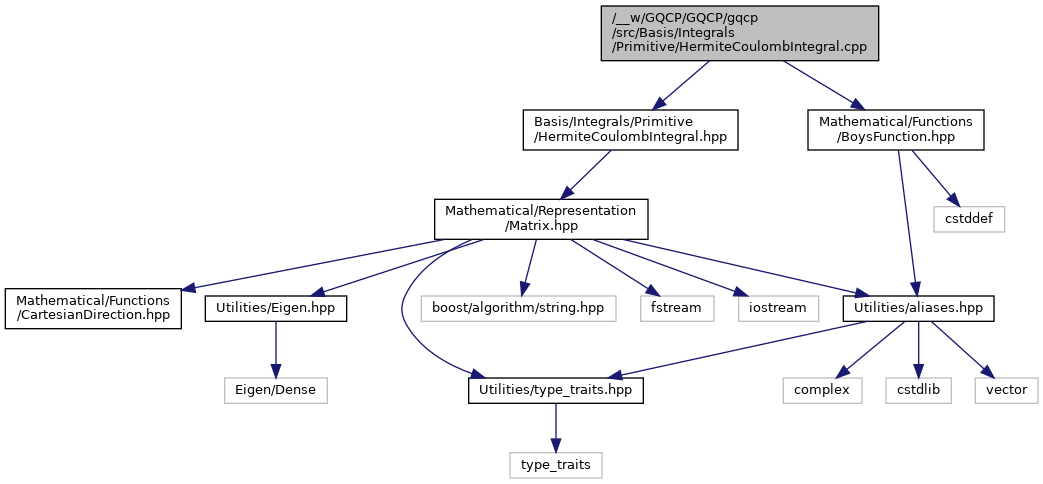 /__w/GQCP/GQCP/gqcp
/src/Basis/Integrals
/Primitive/HermiteCoulombIntegral.cpp
Basis/Integrals/Primitive
/HermiteCoulombIntegral.hpp
Mathematical/Functions
/BoysFunction.hpp
Mathematical/Representation
/Matrix.hpp
cstddef
Mathematical/Functions
/CartesianDirection.hpp
Utilities/Eigen.hpp
boost/algorithm/string.hpp
fstream
iostream
Utilities/aliases.hpp
Eigen/Dense
Utilities/type_traits.hpp
complex
cstdlib
vector
type_traits